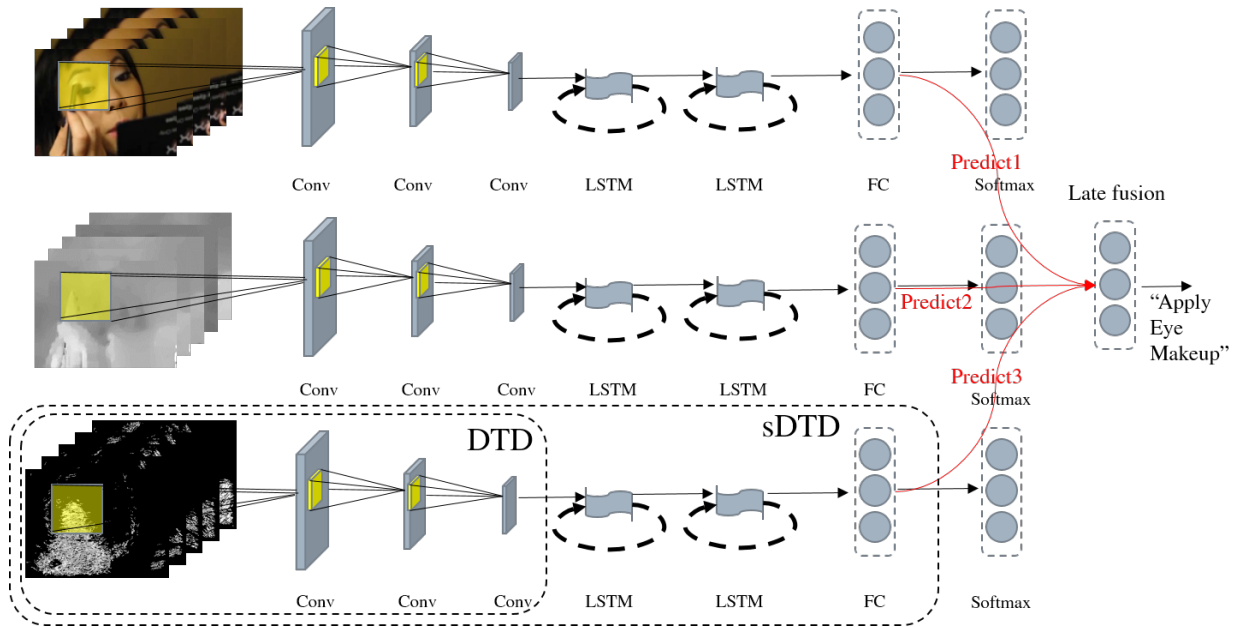 Conv Conv Conv LSTM LSTM FC Softmax
Predict1
Late fusion
Predict2
“Apply
Eye
Makeup”
Conv Conv Conv LSTM LSTM FC Softmax
Predict3
DTD
sDTD
Conv Conv Conv LSTM LSTM FC Softmax